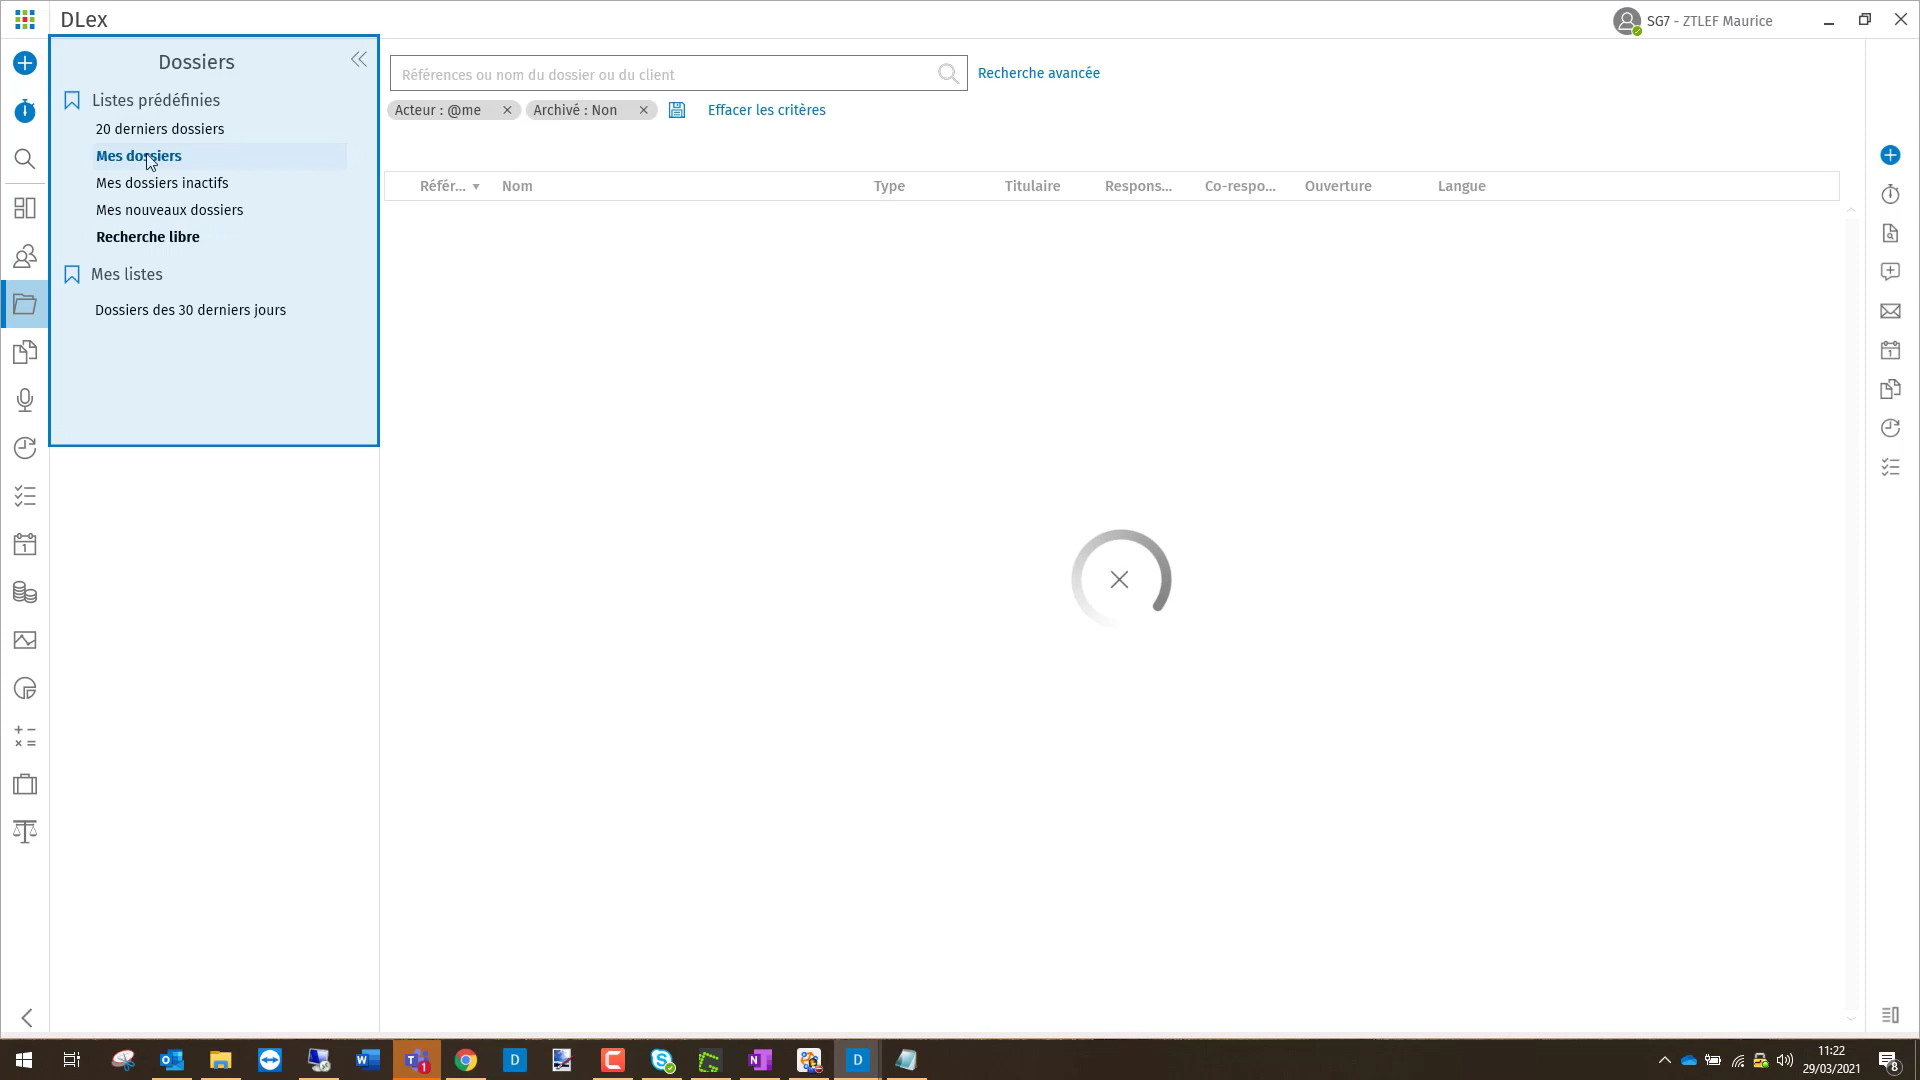 DLex
SG7 - ZTLEF Maurice
Dossiers
Listes prédéfinies
20 derniers dossiers
Mes dossiers
Mes dossiers inactifs
Mes nouveaux dossiers
Recherche libre
Mes listes
Dossiers des 30 derniers jours
Références ou nom du dossier ou du client
Recherche avancée
Acteur : @me
Archivé : Non
Effacer les critères
Référ... Nom Type Titulaire Respons... Co-respo... Ouverture Langue
11:22
29/03/2021
8